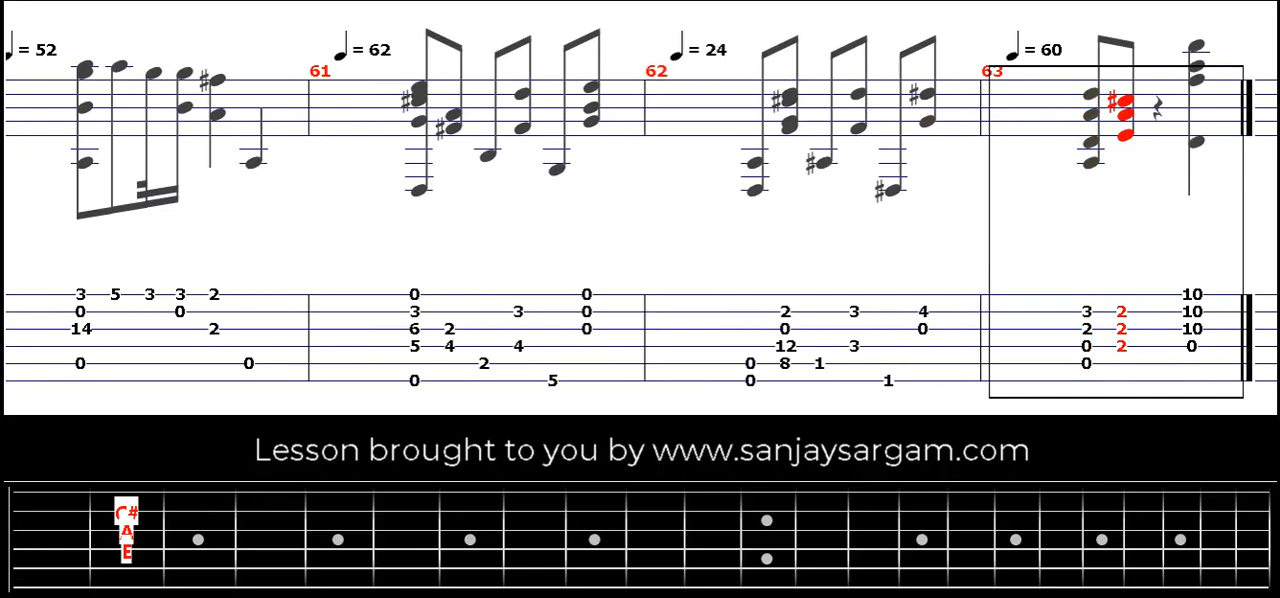 = 52 = 62 = 24 = 60
61 62 63
3 5 3 3 2 0 3 0 10
0 0 3 3 0 2 3 4 3 2 10
14 2 6 2 0 0 0 2 2 10
5 4 4 12 3 0 2 0
0 0 2 0 8 1 0
0 5 0 1
Lesson brought to you by www.sanjaysargam.com
C#
A
E